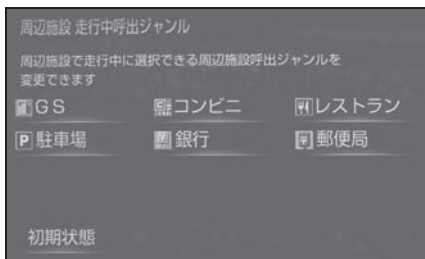 周辺施設 走行中呼出ジャンル
周辺施設で走行中に選択できる周辺施設呼出ジャンルを
変更できます
GS コンビニ レストラン
P 駐車場 銀行 郵便局
初期状態